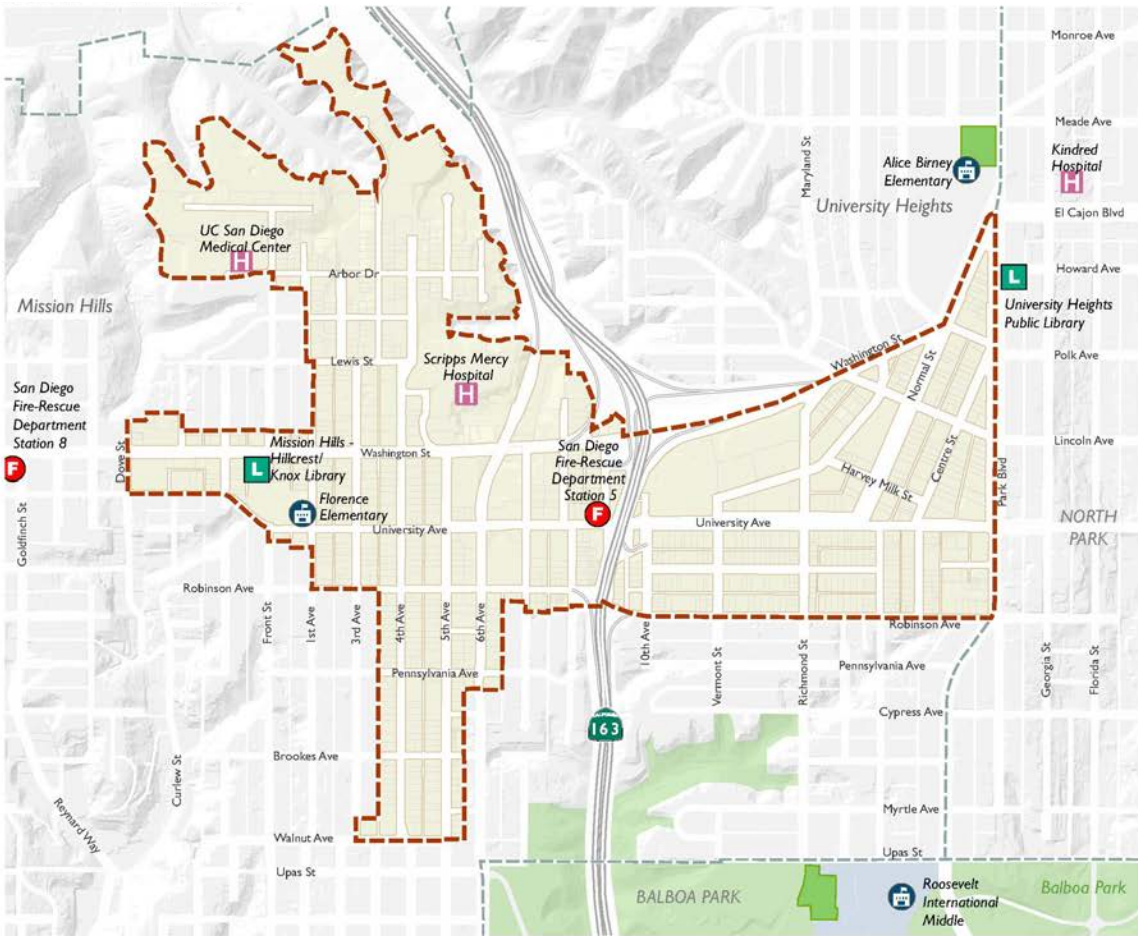 Monroe Ave
Meade Ave
Maryland St
Alice Birney
Elementary
Kindred
Hospital
H
University Heights
El Cajon Blvd
UC San Diego
Medical Center
H
Arbor Dr
Howard Ave
L
University Heights
Public Library
Mission Hills
Washington St
Polk Ave
Lewis St
Scripps Mercy
Hospital
H
Normal St
San Diego
Fire-Rescue
Department
Station 8
F
Dove St
Mission Hills -
Hillcrest/
Knox Library
L
Washington St
San Diego
Fire-Rescue
Department
Station 5
F
Lincoln Ave
Centre St
Harvey Milk St
Park Blvd
Florence
Elementary
University Ave
University Ave
NORTH
PARK
Goldfinch St
Robinson Ave
Front St
1st Ave
3rd Ave
4th Ave
5th Ave
6th Ave
10th Ave
Robinson Ave
Pennsylvania Ave
Vermont St
Richmond St
Pennsylvania Ave
Georgia St
Florida St
CALIFORNIA
163
Cypress Ave
Brookes Ave
Curlew St
Reynard Way
Myrtle Ave
Walnut Ave
Upas St
Upas St
BALBOA PARK
Roosevelt
International
Middle
Balboa Park